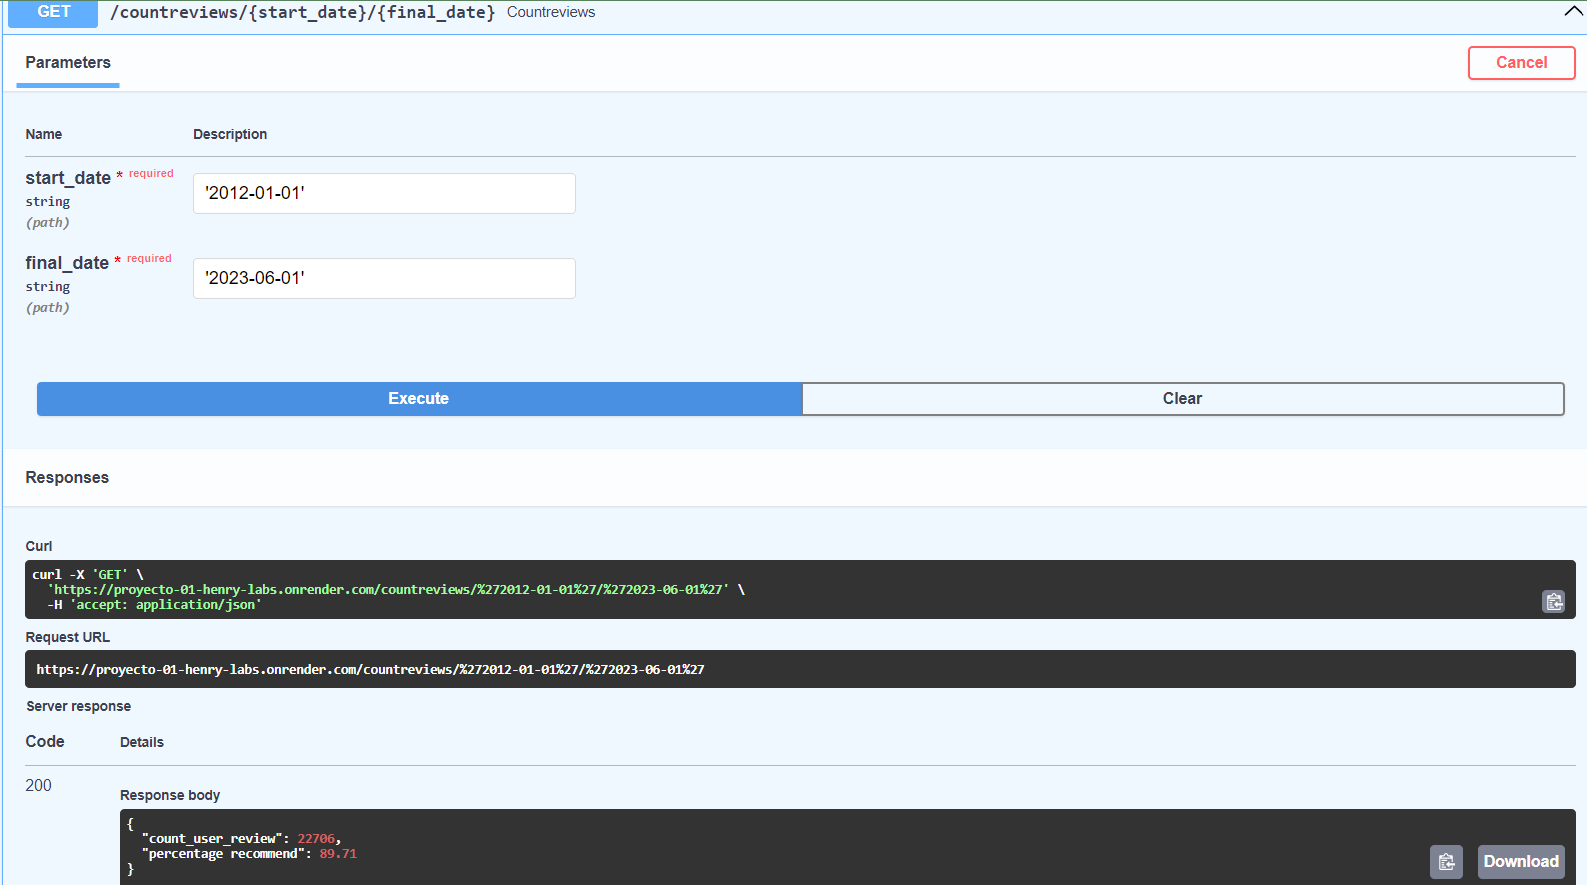 GET /countreviews/{start_date}/{final_date} Countreviews
Parameters
Cancel
Name Description
start_date * required
string
(path)
'2012-01-01'
final_date * required
string
(path)
'2023-06-01'
Execute Clear
Responses
Curl
curl -X 'GET' \
  'https://proyecto-01-henry-labs.onrender.com/countreviews/%272012-01-01%27/%272023-06-01%27' \
  -H 'accept: application/json'
Request URL
https://proyecto-01-henry-labs.onrender.com/countreviews/%272012-01-01%27/%272023-06-01%27
Server response
Code Details
200
Response body
{
  "count_user_review": 22706,
  "percentage recommend": 89.71
}
Download